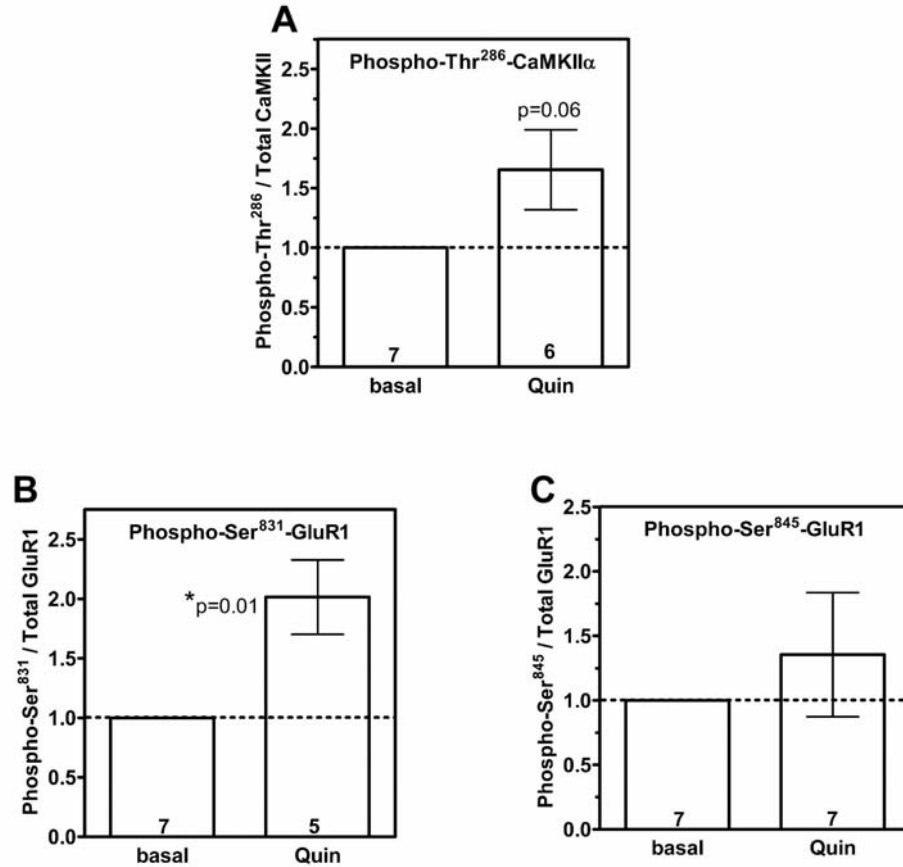 A
Phospho-Thr²⁸⁶-CaMKIIα
Phospho-Thr²⁸⁶ / Total CaMKII
2.5
2.0
1.5
1.0
0.5
0.0
p=0.06
7
6
basal
Quin
B
Phospho-Ser⁸³¹-GluR1
Phospho-Ser⁸³¹ / Total GluR1
2.5
2.0
1.5
1.0
0.5
0.0
*p=0.01
7
5
basal
Quin
C
Phospho-Ser⁸⁴⁵-GluR1
Phospho-Ser⁸⁴⁵ / Total GluR1
2.5
2.0
1.5
1.0
0.5
0.0
7
7
basal
Quin